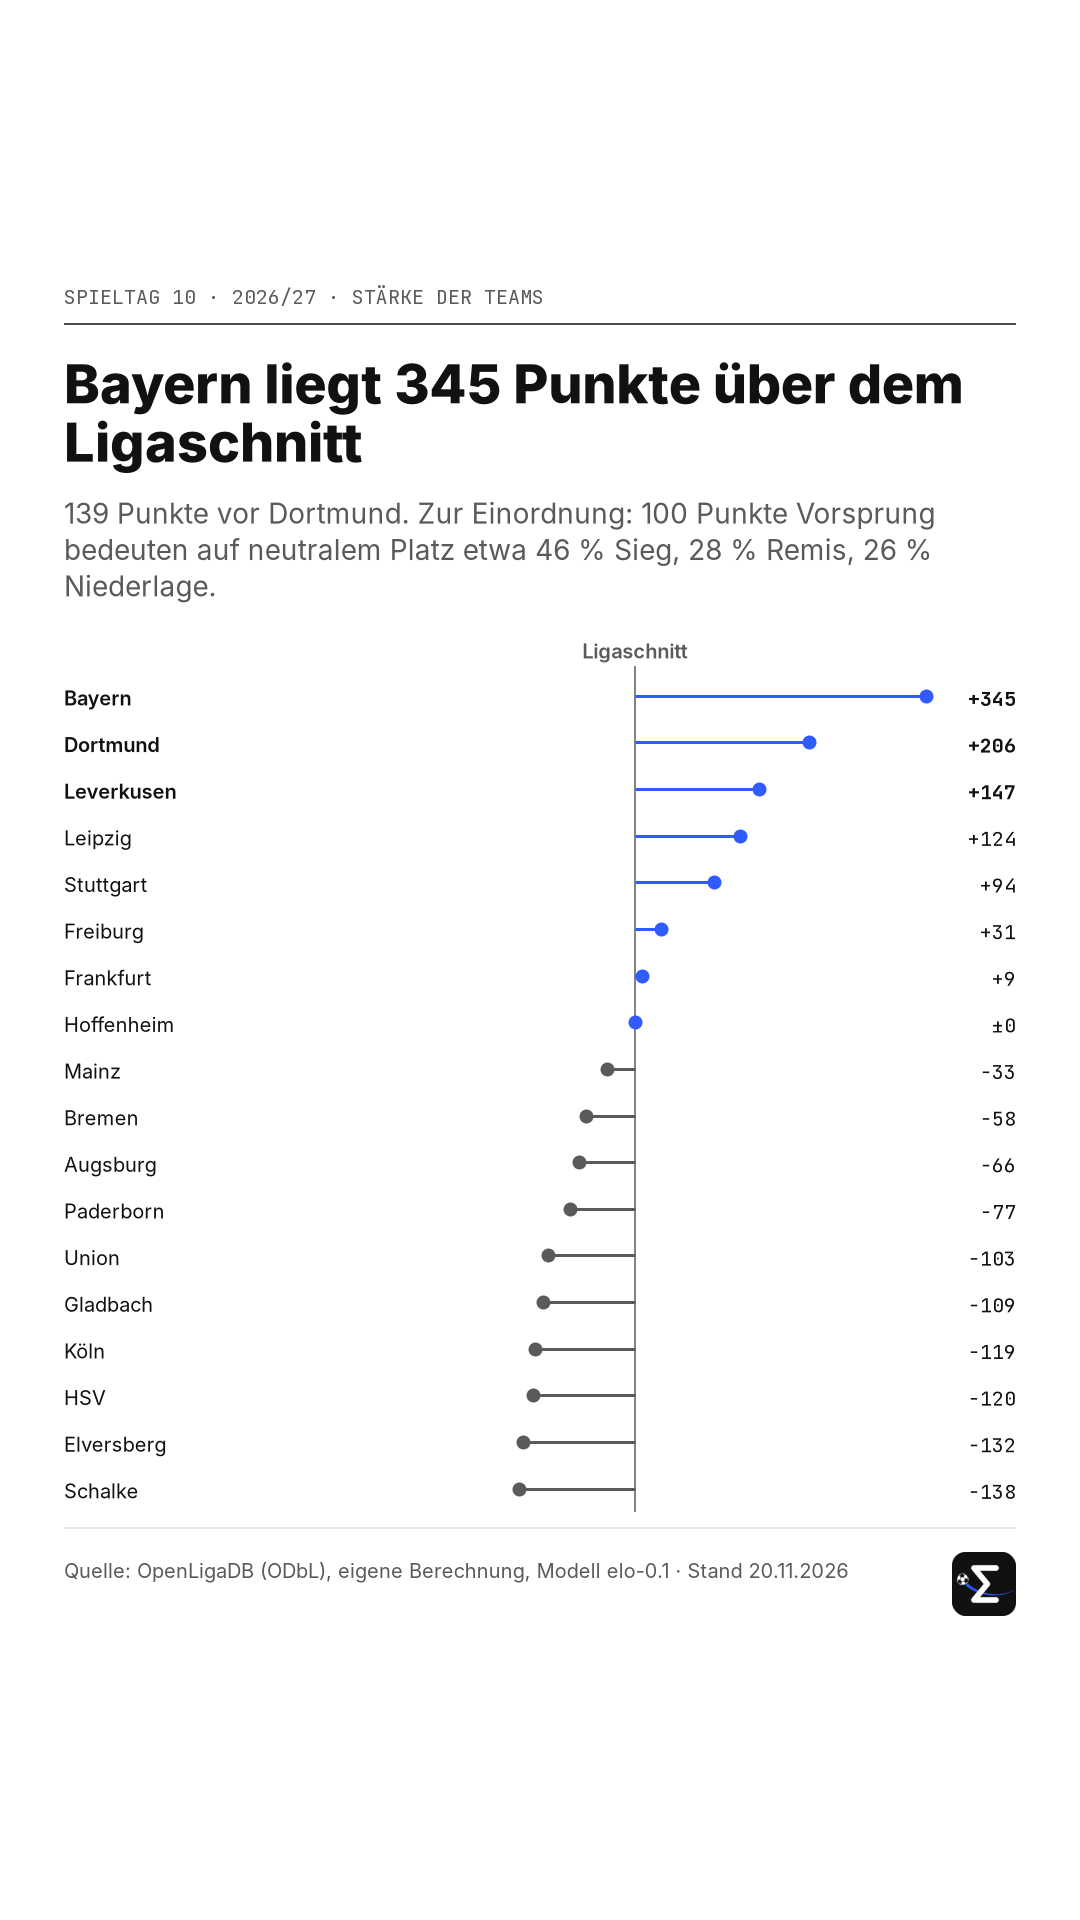 SPIELTAG 10 · 2026/27 · STÄRKE DER TEAMS
Bayern liegt 345 Punkte über dem
Ligaschnitt
139 Punkte vor Dortmund. Zur Einordnung: 100 Punkte Vorsprung
bedeuten auf neutralem Platz etwa 46 % Sieg, 28 % Remis, 26 %
Niederlage.
Ligaschnitt
Bayern +345
Dortmund +206
Leverkusen +147
Leipzig +124
Stuttgart +94
Freiburg +31
Frankfurt +9
Hoffenheim ±0
Mainz -33
Bremen -58
Augsburg -66
Paderborn -77
Union -103
Gladbach -109
Köln -119
HSV -120
Elversberg -132
Schalke -138
Quelle: OpenLigaDB (ODbL), eigene Berechnung, Modell elo-0.1 · Stand 20.11.2026
Σ